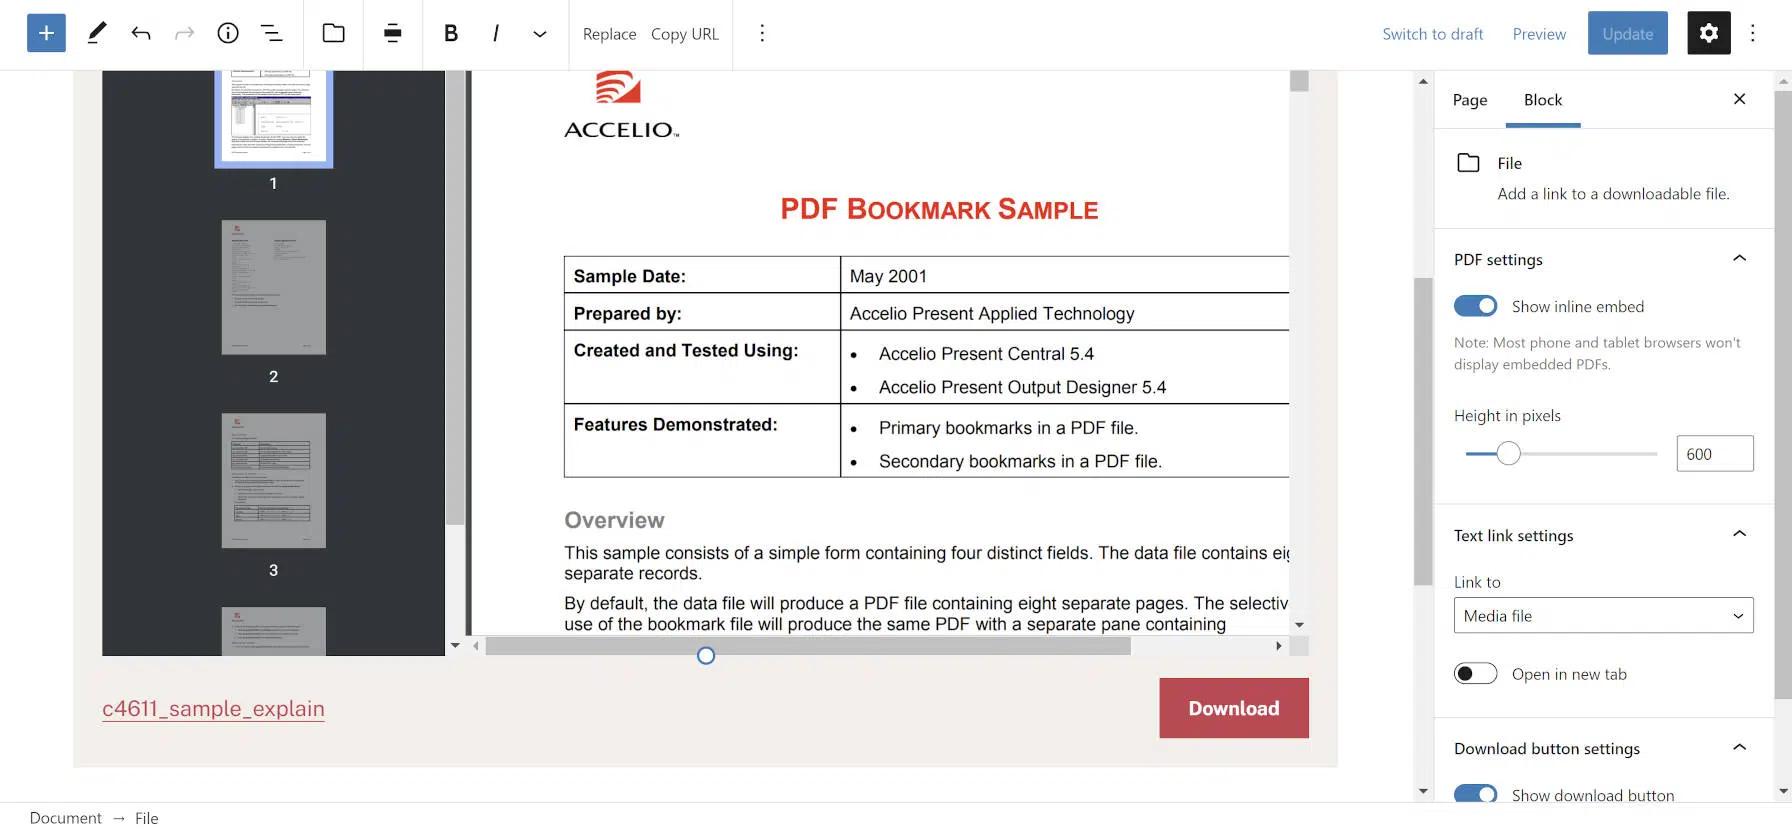 Replace Copy URL
Switch to draft Preview Update
1
2
3
ACCELIO™
PDF BOOKMARK SAMPLE
Sample Date: May 2001
Prepared by: Accelio Present Applied Technology
Created and Tested Using: • Accelio Present Central 5.4
• Accelio Present Output Designer 5.4
Features Demonstrated: • Primary bookmarks in a PDF file.
• Secondary bookmarks in a PDF file.
Overview
This sample consists of a simple form containing four distinct fields. The data file contains
separate records.
By default, the data file will produce a PDF file containing eight separate pages. The selectiv
use of the bookmark file will produce the same PDF with a separate pane containing
c4611_sample_explain
Download
Page Block
File
Add a link to a downloadable file.
PDF settings
Show inline embed
Note: Most phone and tablet browsers won't
display embedded PDFs.
Height in pixels
600
Text link settings
Link to
Media file
Open in new tab
Download button settings
Show download button
Document → File